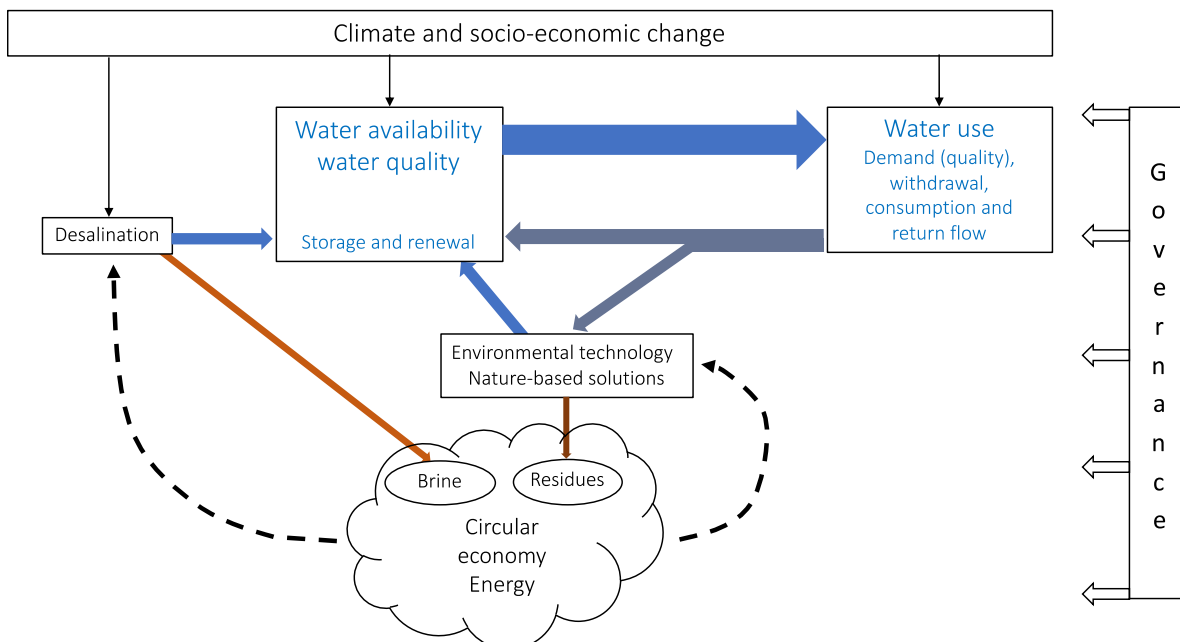 Climate and socio-economic change
Water availability
water quality
Storage and renewal
Water use
Demand (quality),
withdrawal,
consumption and
return flow
Desalination
Environmental technology
Nature-based solutions
Brine
Residues
Circular
economy
Energy
G
o
v
e
r
n
a
n
c
e